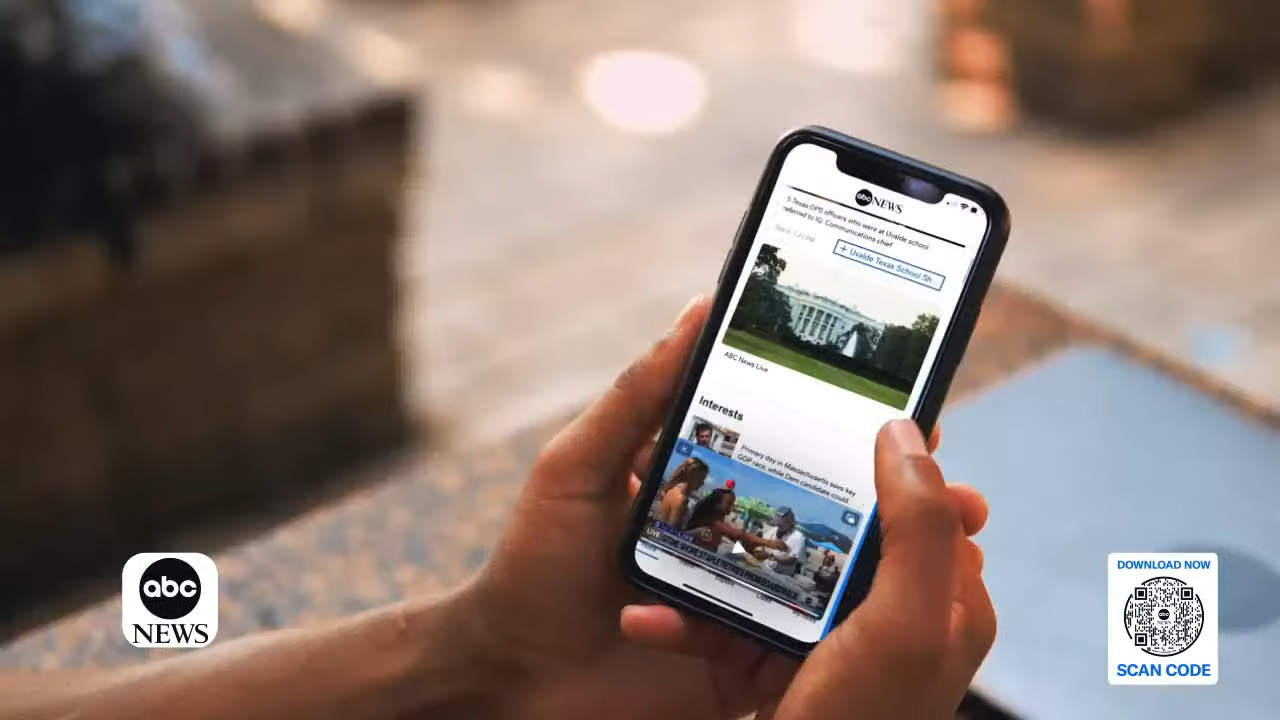 abc NEWS
5 Texas DPS officers who were at Uvalde school
referred to IG: Communications chief
+ Uvalde Texas School Sh...
ABC News Live
Interests
Primary day in Massachusetts sees key
GOP race, while Dem candidate could
LIVE
abc
NEWS
DOWNLOAD NOW
SCAN CODE